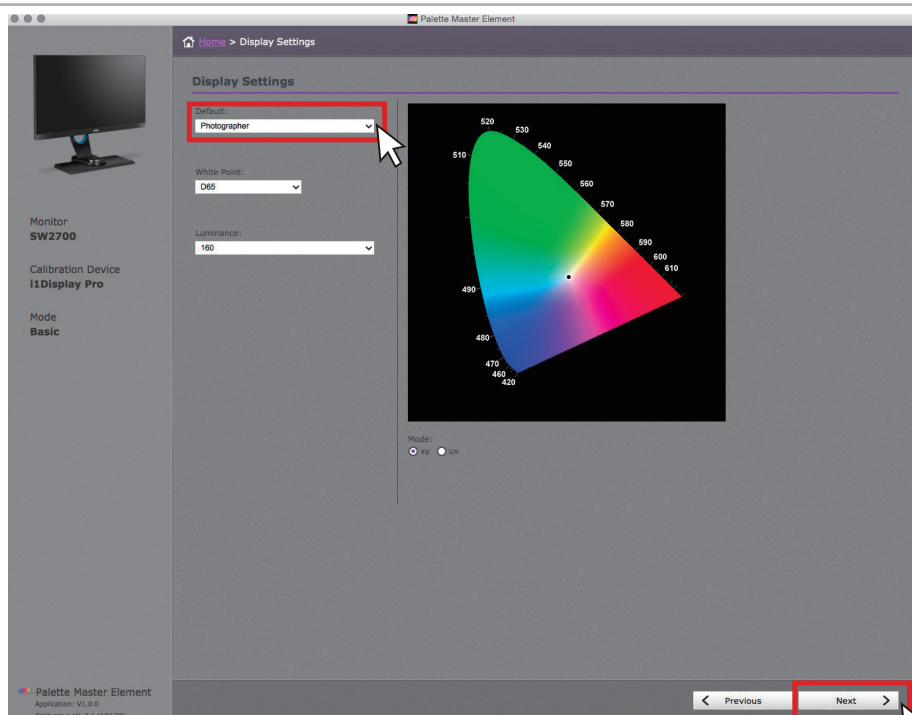 Palette Master Element
Home > Display Settings
Display Settings
Default:
Photographer
White Point:
D65
Luminance:
160
Monitor
SW2700
Calibration Device
i1Display Pro
Mode
Basic
520
530
540
510
550
560
570
580
590
600
610
490
480
470
460
420
Mode:
xy uv
Palette Master Element
Application: V1.0.0
Previous
Next